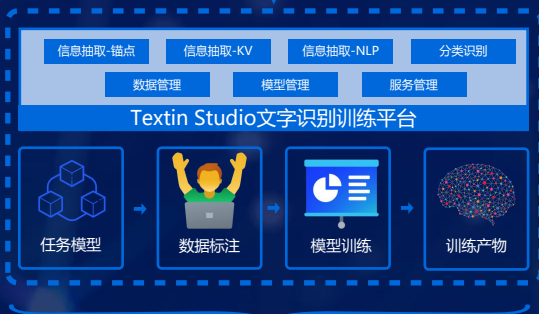 信息抽取-锚点 信息抽取-KV 信息抽取-NLP 分类识别
数据管理 模型管理 服务管理
Textin Studio文字识别训练平台
任务模型 数据标注 模型训练 训练产物